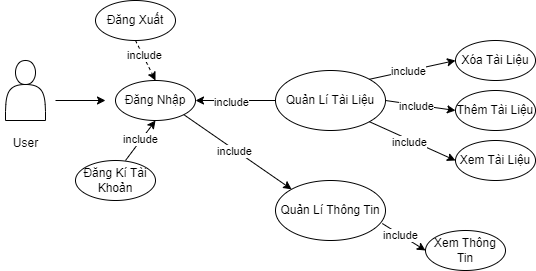 Đăng Xuất
include
Xóa Tài Liệu
include
Đăng Nhập
include
Quản Lí Tài Liệu
include
Thêm Tài Liệu
User
include
include
include
Xem Tài Liệu
Đăng Kí Tài
Khoản
Quản Lí Thông Tin
include
Xem Thông
Tin